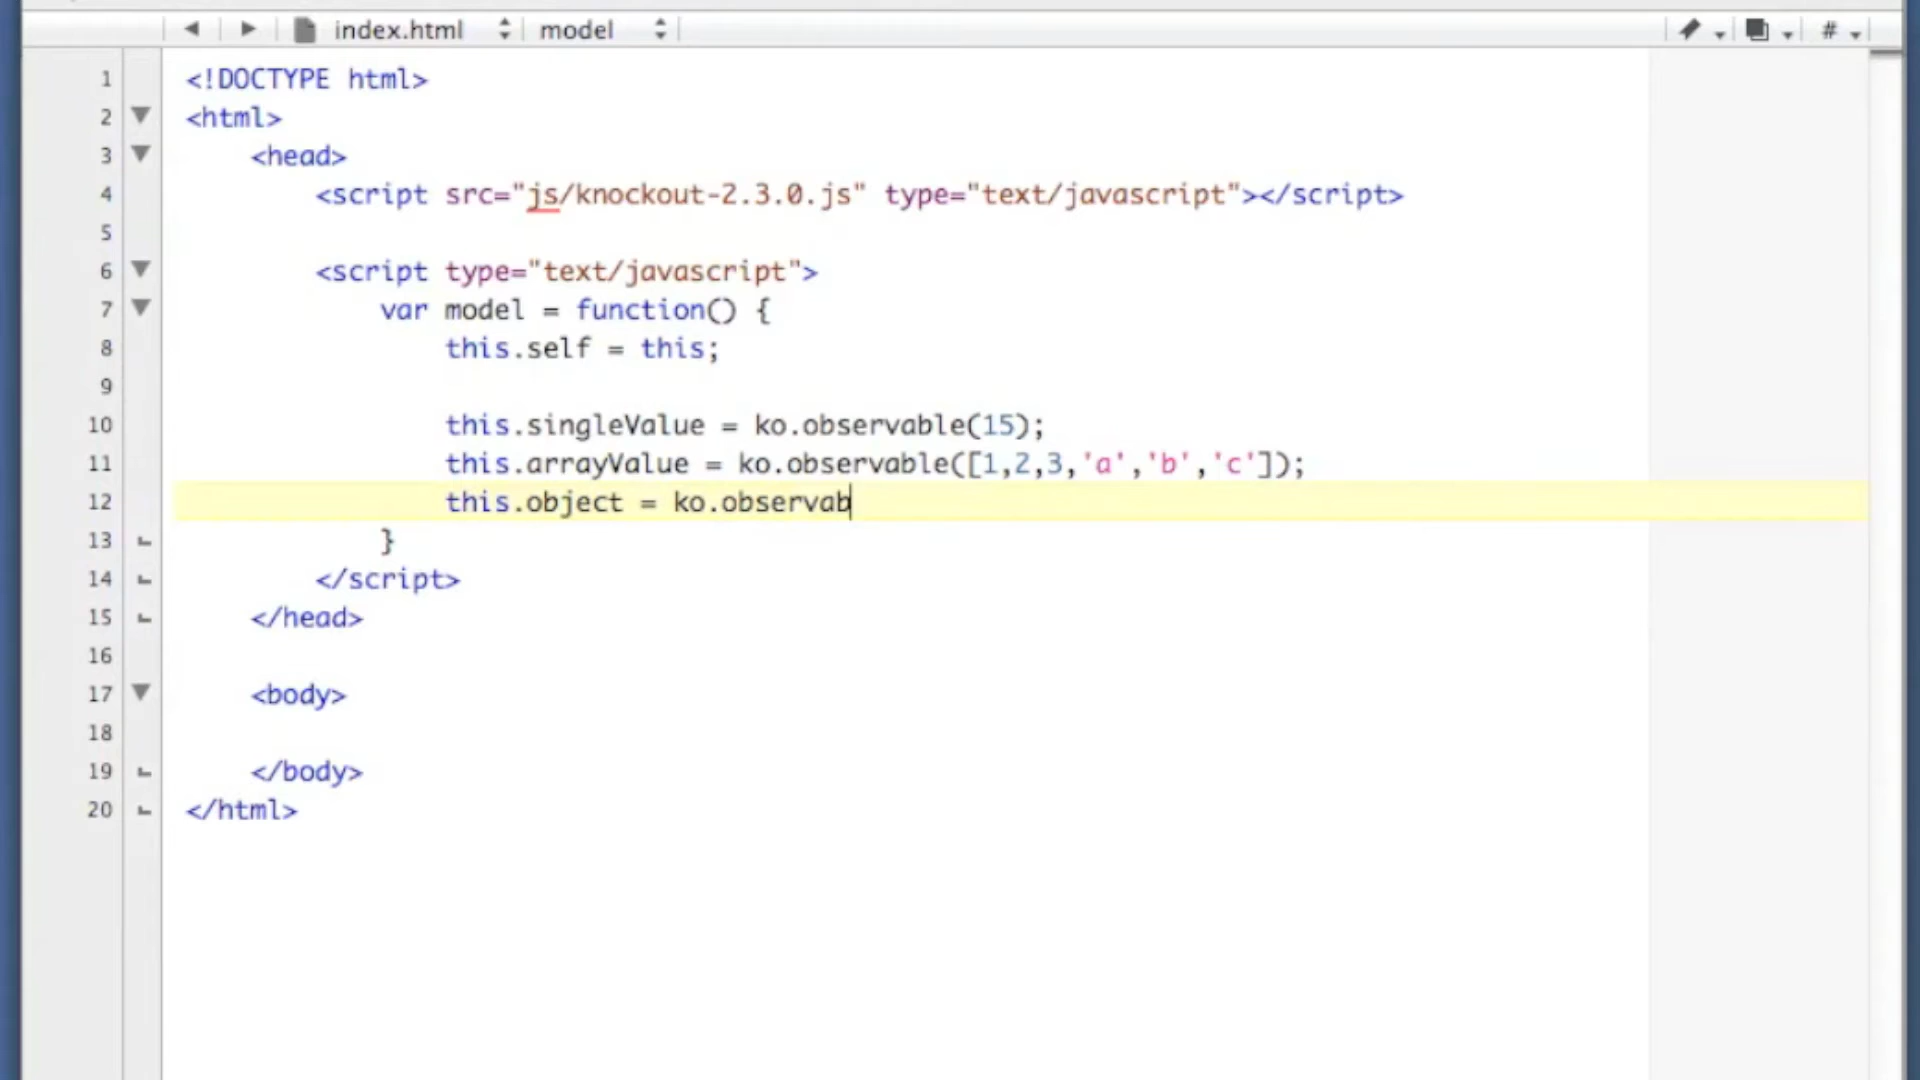 index.html model #
1 <!DOCTYPE html>
2 <html>
3 <head>
4 <script src="js/knockout-2.3.0.js" type="text/javascript"></script>
5
6 <script type="text/javascript">
7 var model = function() {
8 this.self = this;
9
10 this.singleValue = ko.observable(15);
11 this.arrayValue = ko.observable([1,2,3,'a','b','c']);
12 this.object = ko.observab
13 }
14 </script>
15 </head>
16
17 <body>
18
19 </body>
20 </html>